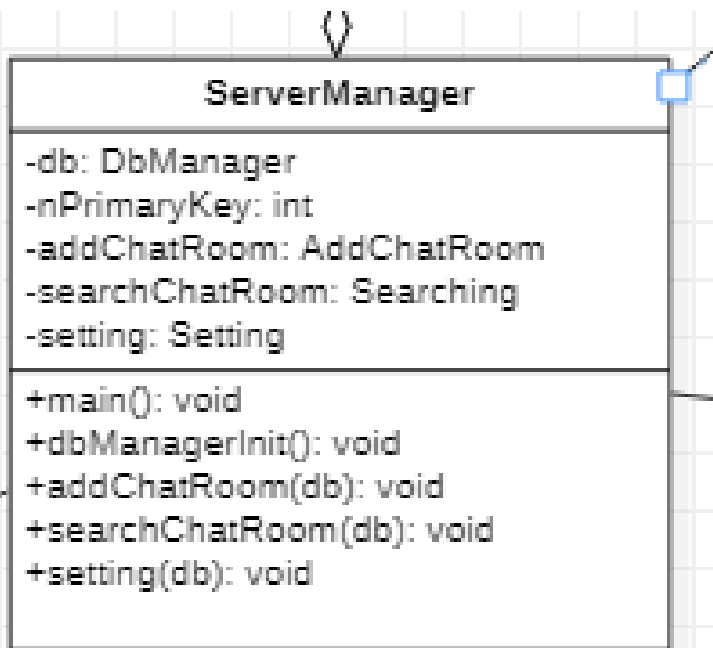 ServerManager
-db: DbManager
-nPrimaryKey: int
-addChatRoom: AddChatRoom
-searchChatRoom: Searching
-setting: Setting
+main(): void
+dbManagerInit(): void
+addChatRoom(db): void
+searchChatRoom(db): void
+setting(db): void